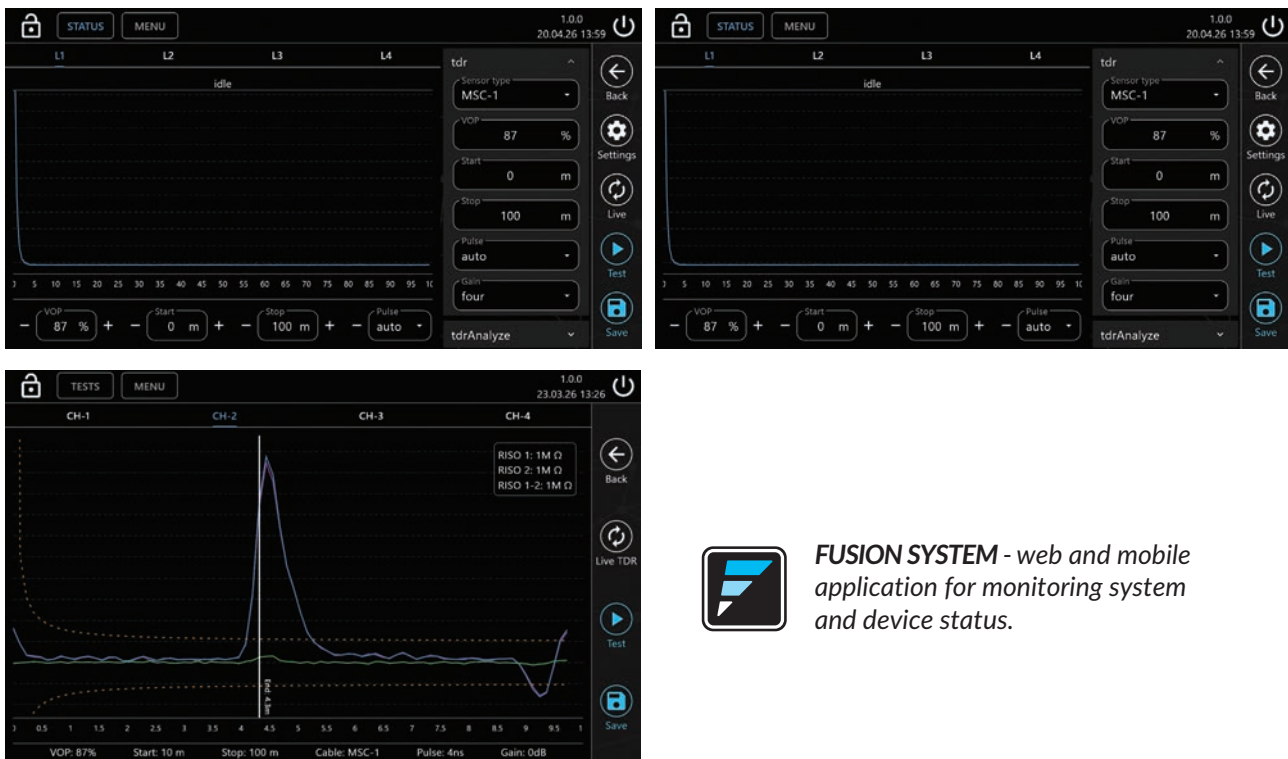 STATUS
MENU
1.0.0
20.04.26 13:59
L1 L2 L3 L4
idle
0 5 10 15 20 25 30 35 40 45 50 55 60 65 70 75 80 85 90 95
VOP
87 %
Start
0 m
Stop
100 m
Pulse
auto
- + - + - + -
tdr
Sensor type
MSC-1
VOP
87 %
Start
0 m
Stop
100 m
Pulse
auto
Gain
four
tdrAnalyze
Back
Settings
Live
Test
Save
STATUS
MENU
1.0.0
20.04.26 13:59
L1 L2 L3 L4
idle
5 10 15 20 25 30 35 40 45 50 55 60 65 70 75 80 85 90 95
VOP
87 %
Start
0 m
Stop
100 m
Pulse
auto
- + - + - + -
tdr
Sensor type
MSC-1
VOP
87 %
Start
0 m
Stop
100 m
Pulse
auto
Gain
four
tdrAnalyze
Back
Settings
Live
Test
Save
TESTS
MENU
1.0.0
23.03.26 13:26
CH-1 CH-2 CH-3 CH-4
RISO 1: 1M Ω
RISO 2: 1M Ω
RISO 1-2: 1M Ω
End: 4.3m
0.5 1 1.5 2 2.5 3 3.5 4 4.5 5 5.5 6 6.5 7 7.5 8 8.5 9 9.5
VOP: 87% Start: 10 m Stop: 100 m Cable: MSC-1 Pulse: 4ns Gain: 0dB
Back
Live TDR
Test
Save
FUSION SYSTEM - web and mobile
application for monitoring system
and device status.